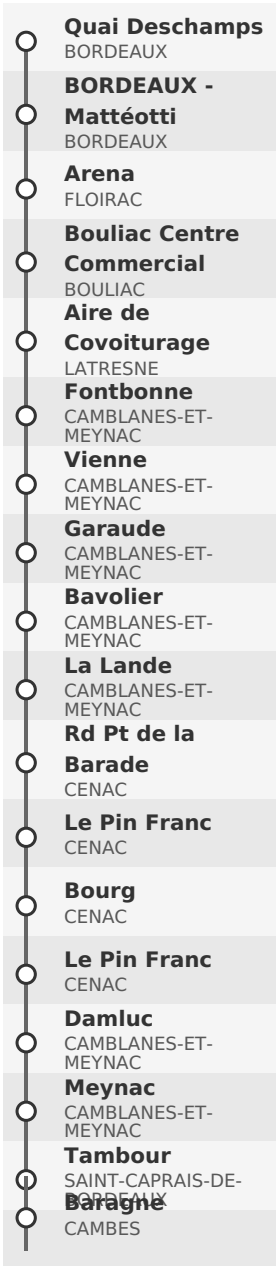 Quai Deschamps
BORDEAUX
BORDEAUX -
Mattéotti
BORDEAUX
Arena
FLOIRAC
Bouliac Centre
Commercial
BOULIAC
Aire de
Covoiturage
LATRESNE
Fontbonne
CAMBLANES-ET-
MEYNAC
Vienne
CAMBLANES-ET-
MEYNAC
Garaude
CAMBLANES-ET-
MEYNAC
Bavolier
CAMBLANES-ET-
MEYNAC
La Lande
CAMBLANES-ET-
MEYNAC
Rd Pt de la
Barade
CENAC
Le Pin Franc
CENAC
Bourg
CENAC
Le Pin Franc
CENAC
Damluc
CAMBLANES-ET-
MEYNAC
Meynac
CAMBLANES-ET-
MEYNAC
Tambour
SAINT-CAPRAIS-DE-
BORDEAUX
Baragne
CAMBES